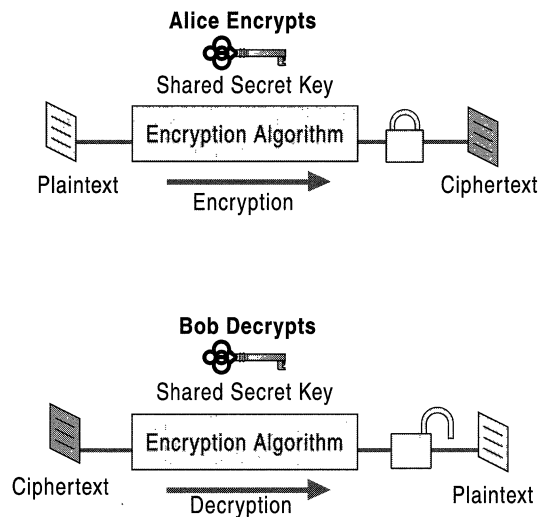 Alice Encrypts
Shared Secret Key
Encryption Algorithm
Plaintext
Ciphertext
Encryption
Bob Decrypts
Shared Secret Key
Encryption Algorithm
Ciphertext
Decryption
Plaintext